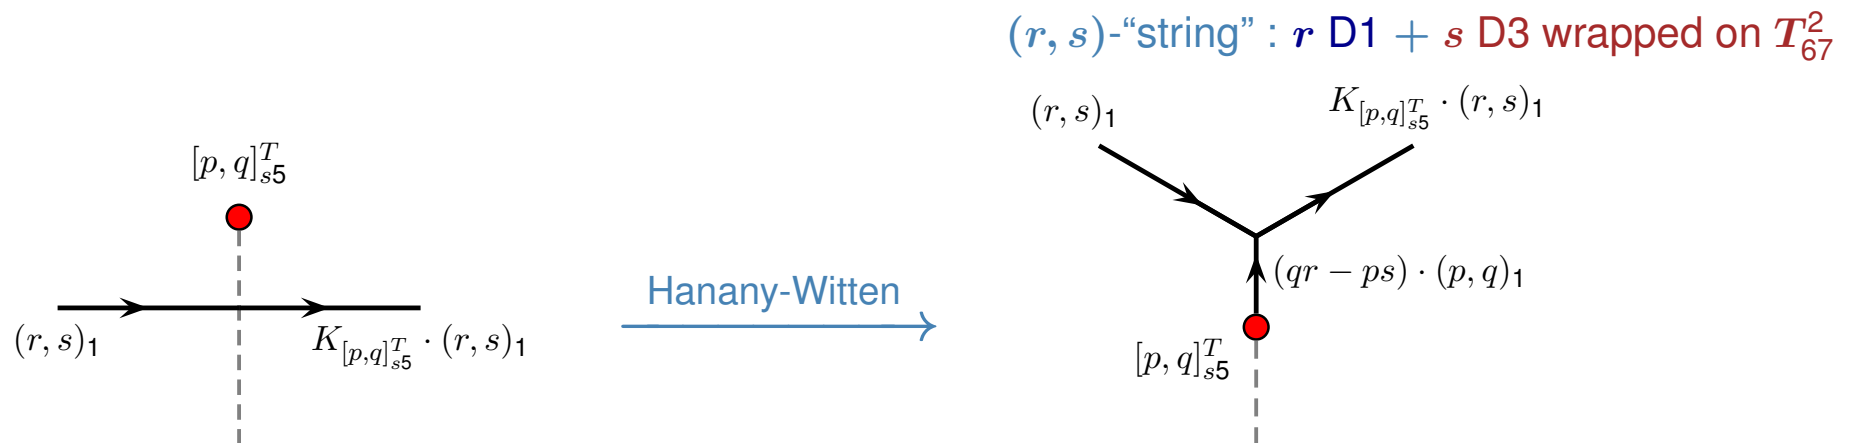 (r, s)-“string” : r D1 + s D3 wrapped on T²₆₇
(r, s)₁
K_{[p,q]^T_{s5}} · (r, s)₁
[p, q]^T_{s5}
(qr − ps) · (p, q)₁
Hanany-Witten
(r, s)₁
K_{[p,q]^T_{s5}} · (r, s)₁
[p, q]^T_{s5}